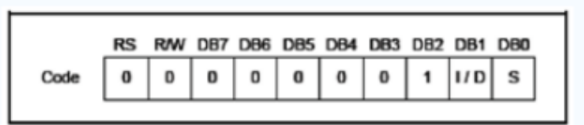 RS R/W DB7 DB6 DB5 DB4 DB3 DB2 DB1 DB0
Code 0 0 0 0 0 0 0 1 I/D S